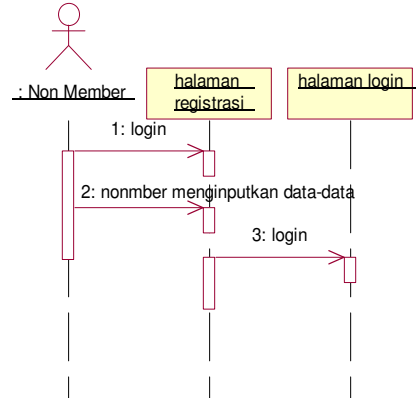 : Non Member
halaman
registrasi
halaman login
1: login
2: nonmber menginputkan data-data
3: login